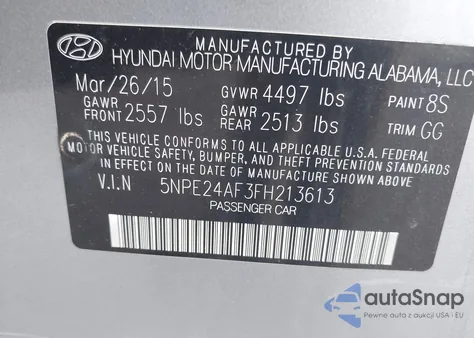 MANUFACTURED BY
HYUNDAI MOTOR MANUFACTURING ALABAMA, LLC
Mar/26/15 GVWR 4497 lbs PAINT 8S
GAWR FRONT 2557 lbs GAWR REAR 2513 lbs TRIM GG
THIS VEHICLE CONFORMS TO ALL APPLICABLE U.S.A. FEDERAL
MOTOR VEHICLE SAFETY, BUMPER, AND THEFT PREVENTION STANDARDS
IN EFFECT ON THE DATE OF MANUFACTURE SHOWN ABOVE.
V.I.N 5NPE24AF3FH213613
PASSENGER CAR
autoSnap
Pewne auta z USA i EU